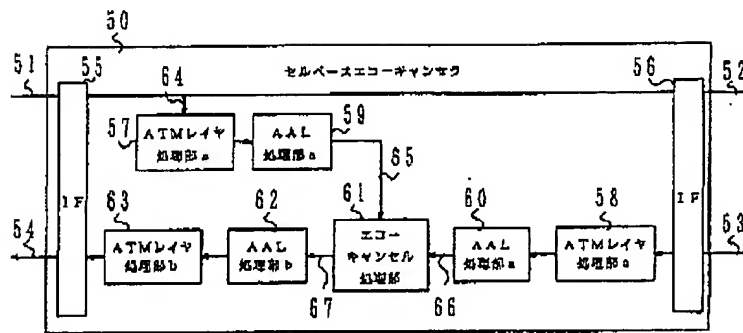 50
セルベースエコーキャンセラ
51
55
56
52
64
57
ATMレイヤ
処理部a
59
AAL
処理部a
65
IF
IF
63
ATMレイヤ
処理部b
62
AAL
処理部b
61
エコー
キャンセル
処理部
60
AAL
処理部a
58
ATMレイヤ
処理部a
54
53
67
66